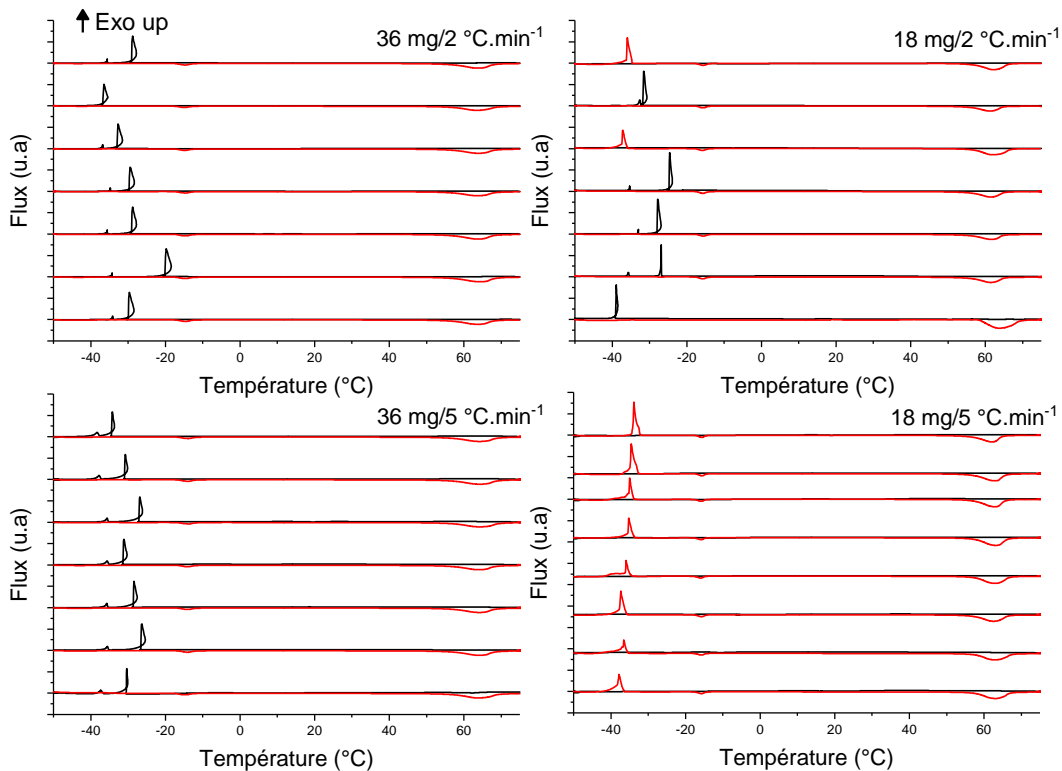 Exo up
36 mg/2 °C.min-1
Flux (u.a)
-40 -20 0 20 40 60
Température (°C)
18 mg/2 °C.min-1
Flux (u.a)
-40 -20 0 20 40 60
Température (°C)
36 mg/5 °C.min-1
Flux (u.a)
-40 -20 0 20 40 60
Température (°C)
18 mg/5 °C.min-1
Flux (u.a)
-40 -20 0 20 40 60
Température (°C)